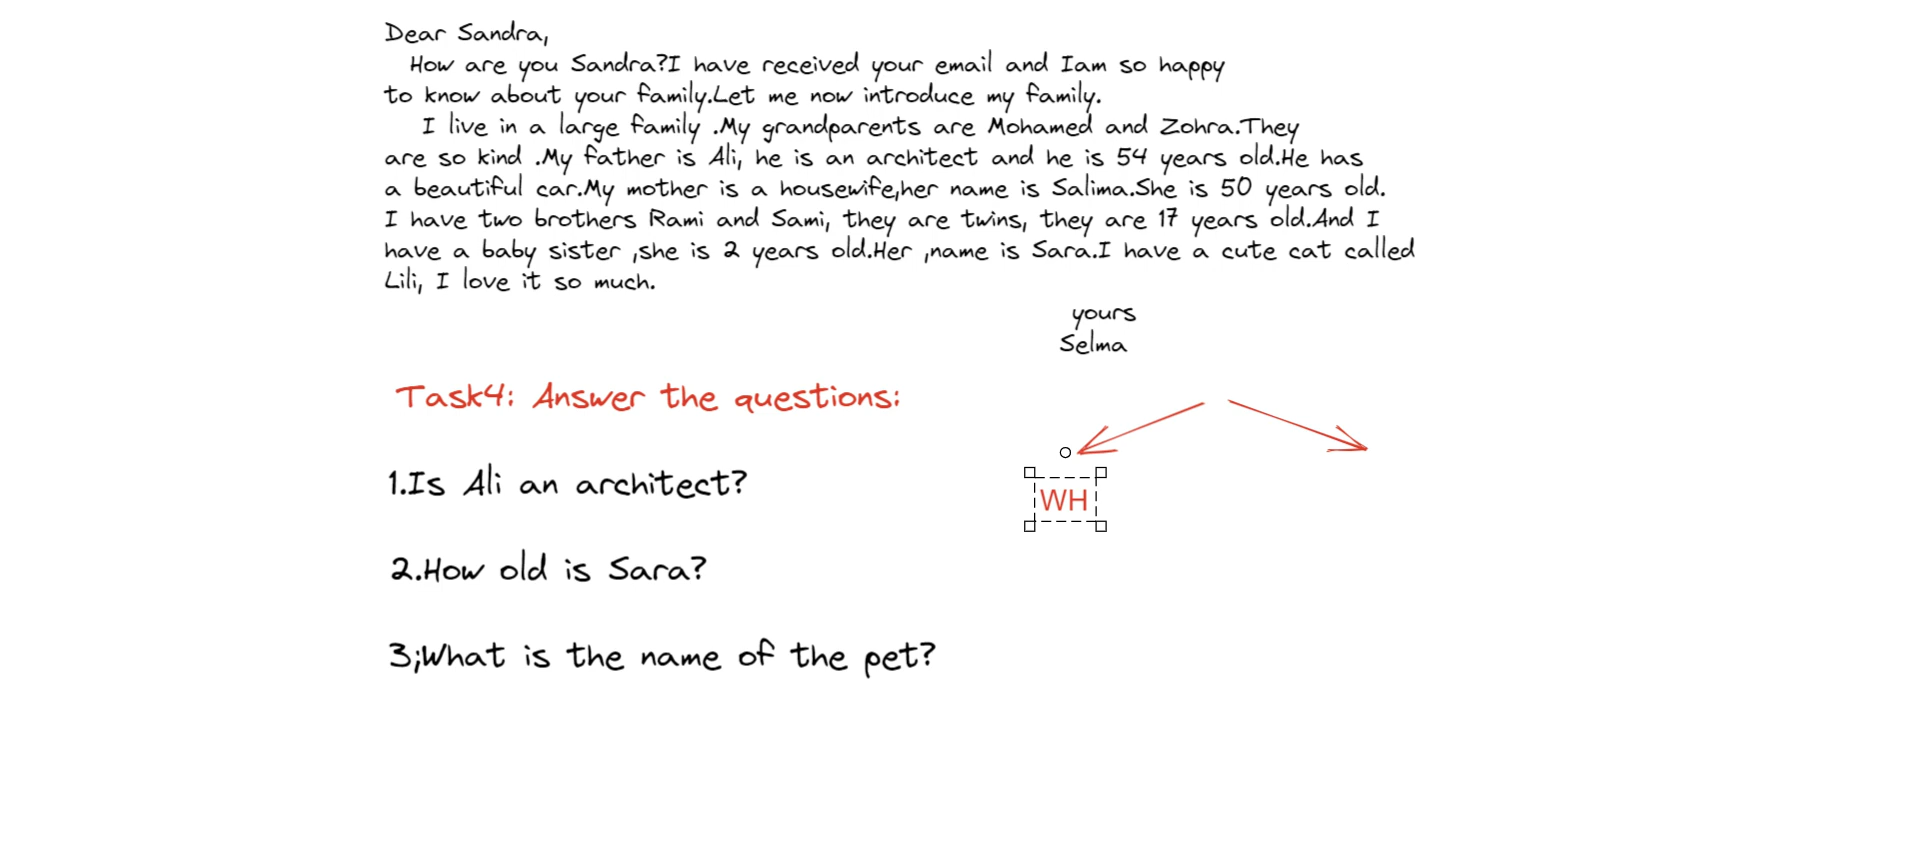 Dear Sandra,
How are you Sandra?I have received your email and Iam so happy
to know about your family.Let me now introduce my family.
I live in a large family .My grandparents are Mohamed and Zohra.They
are so kind .My father is Ali, he is an architect and he is 54 years old.He has
a beautiful car.My mother is a housewife,her name is Salima.She is 50 years old.
I have two brothers Rami and Sami, they are twins, they are 17 years old.And I
have a baby sister ,she is 2 years old.Her ,name is Sara.I have a cute cat called
Lili, I love it so much.
yours
Selma
Task4: Answer the questions:
1.Is Ali an architect?
WH
2.How old is Sara?
3;What is the name of the pet?